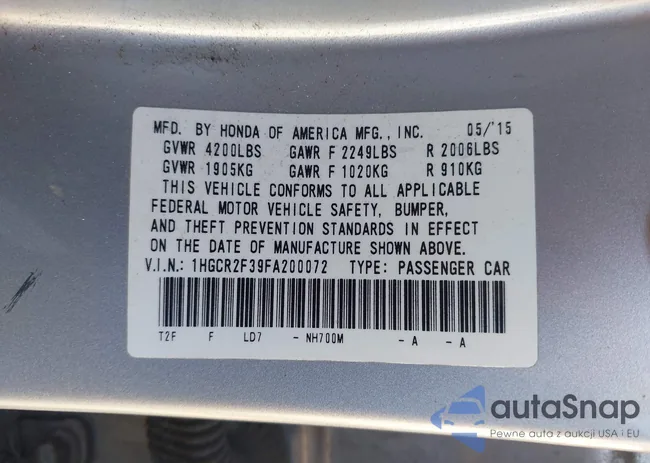 MFD. BY HONDA OF AMERICA MFG., INC. 05/'15
GVWR 4200LBS GAWR F 2249LBS R 2006LBS
GVWR 1905KG GAWR F 1020KG R 910KG
THIS VEHICLE CONFORMS TO ALL APPLICABLE
FEDERAL MOTOR VEHICLE SAFETY, BUMPER,
AND THEFT PREVENTION STANDARDS IN EFFECT
ON THE DATE OF MANUFACTURE SHOWN ABOVE.
V.I.N.: 1HGCR2F39FA200072 TYPE: PASSENGER CAR
T2F F LD7 - NH700M - A - A
autaSnap
Pewne auta z aukcji USA i EU